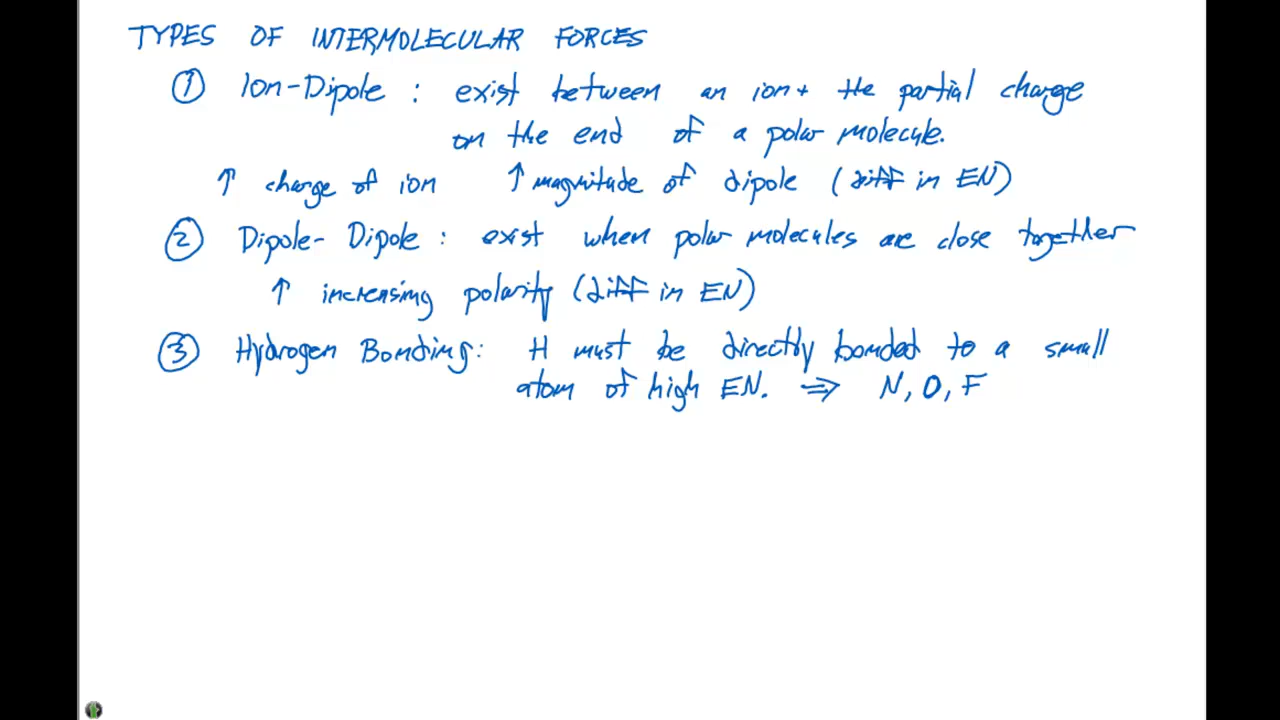 TYPES OF INTERMOLECULAR FORCES
① Ion-Dipole : exist between an ion + the partial charge
on the end of a polar molecule.
↑ charge of ion ↑ magnitude of dipole (diff in EN)
② Dipole-Dipole : exist when polar molecules are close together
↑ increasing polarity (diff in EN)
③ Hydrogen Bonding: H must be directly bonded to a small
atom of high EN. ⇒ N, O, F